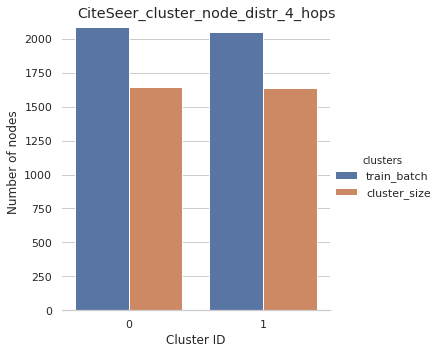 CiteSeer_cluster_node_distr_4_hops
Number of nodes
2000
1750
1500
1250
1000
750
500
250
0
0 1
Cluster ID
clusters
train_batch
cluster_size